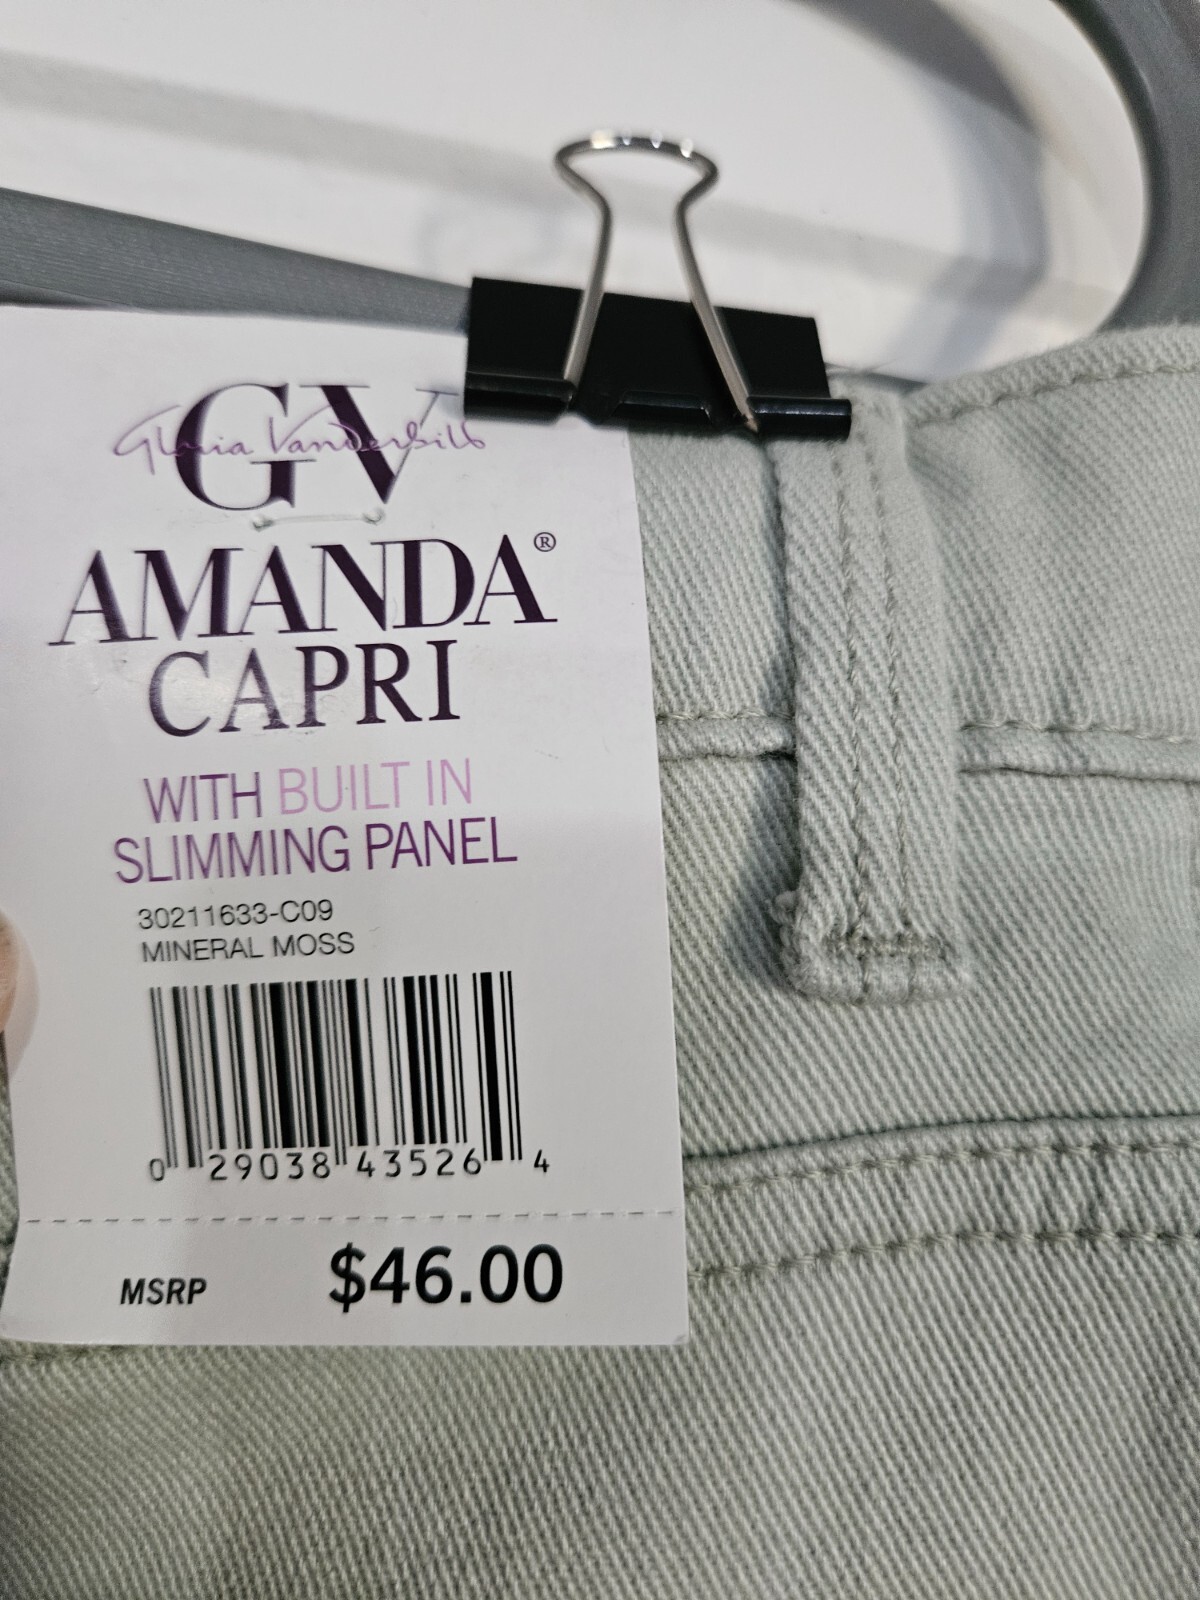 GV
Gloria Vanderbilt
AMANDA®
CAPRI
WITH BUILT IN
SLIMMING PANEL
30211633-C09
MINERAL MOSS
0 29038 43526 4
MSRP $46.00